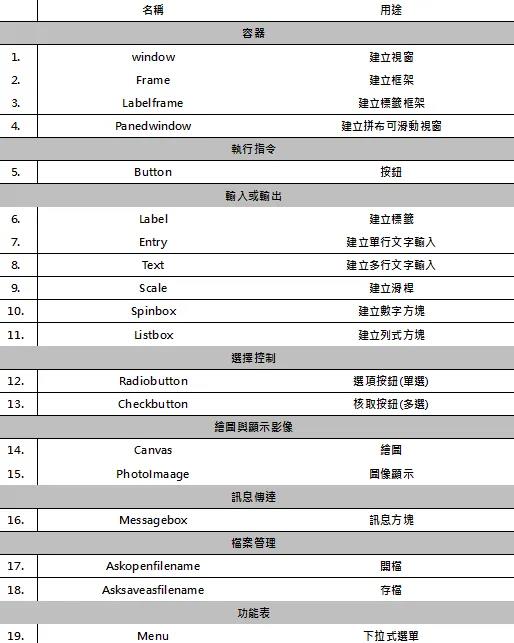 名稱 用途
容器
1. window 建立視窗
2. Frame 建立框架
3. Labelframe 建立標籤框架
4. Panedwindow 建立拼布可滑動視窗
執行指令
5. Button 按鈕
輸入或輸出
6. Label 建立標籤
7. Entry 建立單行文字輸入
8. Text 建立多行文字輸入
9. Scale 建立滑桿
10. Spinbox 建立數字方塊
11. Listbox 建立列式方塊
選擇控制
12. Radiobutton 選項按鈕(單選)
13. Checkbutton 核取按鈕(多選)
繪圖與顯示影像
14. Canvas 繪圖
15. PhotoImaage 圖像顯示
訊息傳達
16. Messagebox 訊息方塊
檔案管理
17. Askopenfilename 開檔
18. Asksaveasfilename 存檔
功能表
19. Menu 下拉式選單